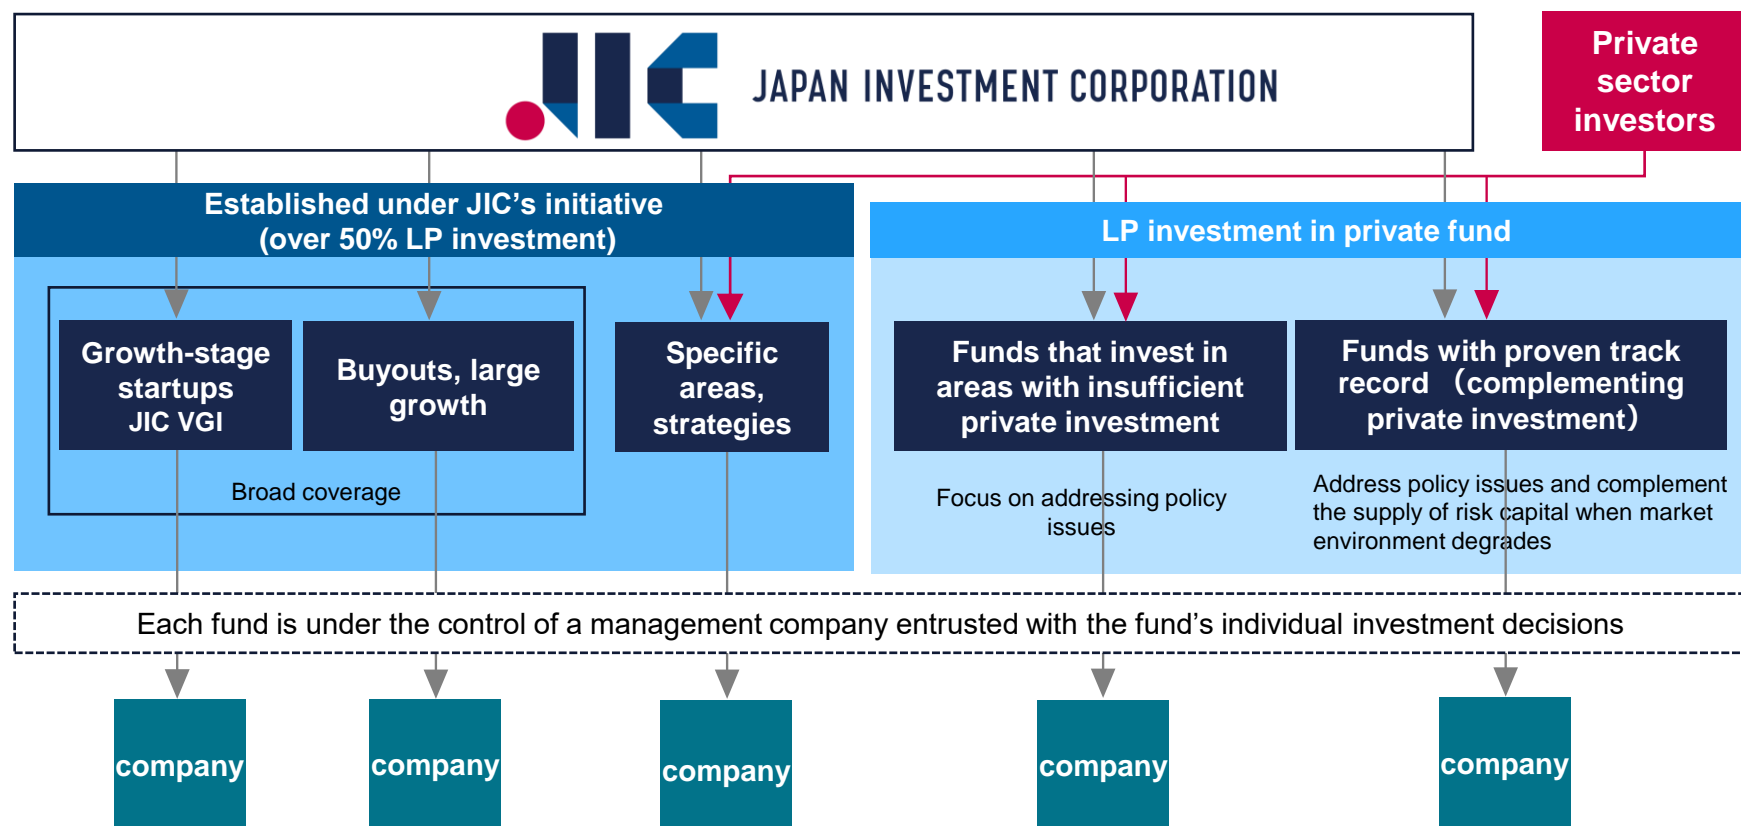 JIC JAPAN INVESTMENT CORPORATION
Private
sector
investors
Established under JIC’s initiative
(over 50% LP investment)
LP investment in private fund
Growth-stage
startups
JIC VGI
Buyouts, large
growth
Specific
areas,
strategies
Funds that invest in
areas with insufficient
private investment
Funds with proven track
record （complementing
private investment）
Broad coverage
Focus on addressing policy
issues
Address policy issues and complement
the supply of risk capital when market
environment degrades
Each fund is under the control of a management company entrusted with the fund’s individual investment decisions
company
company
company
company
company